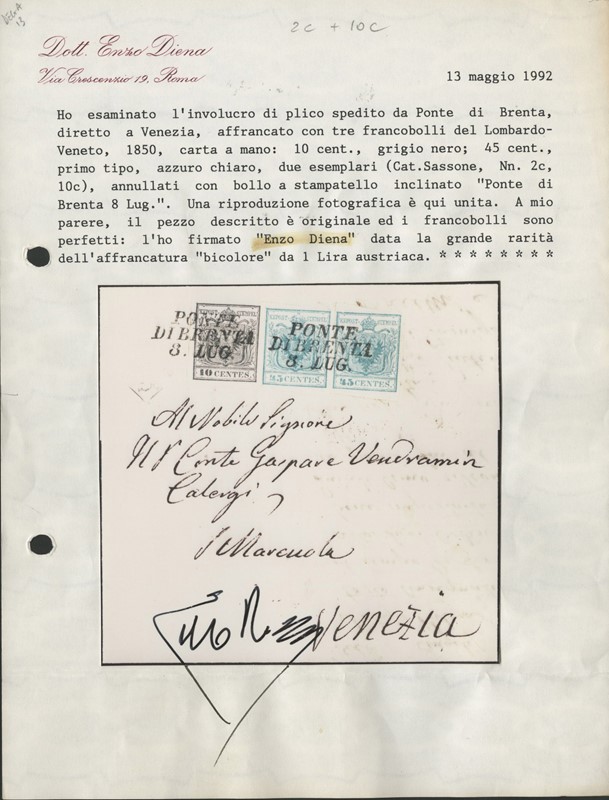 2c + 10c
Dott. Enzo Diena
Via Crescenzio 19, Roma
13 maggio 1992
Ho esaminato l'involucro di plico spedito da Ponte di Brenta,
diretto a Venezia, affrancato con tre francobolli del Lombardo-
Veneto, 1850, carta a mano: 10 cent., grigio nero; 45 cent.,
primo tipo, azzuro chiaro, due esemplari (Cat.Sassone, Nn. 2c,
10c), annullati con bollo a stampatello inclinato "Ponte di
Brenta 8 Lug.". Una riproduzione fotografica è qui unita. A mio
parere, il pezzo descritto è originale ed i francobolli sono
perfetti: l'ho firmato "Enzo Diena" data la grande rarità
dell'affrancatura "bicolore" da 1 Lira austriaca. * * * * * * * *
PONTE
DI BRENTA
8. LUG.
10 CENTES.
PONTE
DI BRENTA
8. LUG.
45 CENTES.
45 CENTES.
Al Nobile Signore
Il Sr Conte Gaspare Vendramin
Calergi
S Marcuola
Venezia